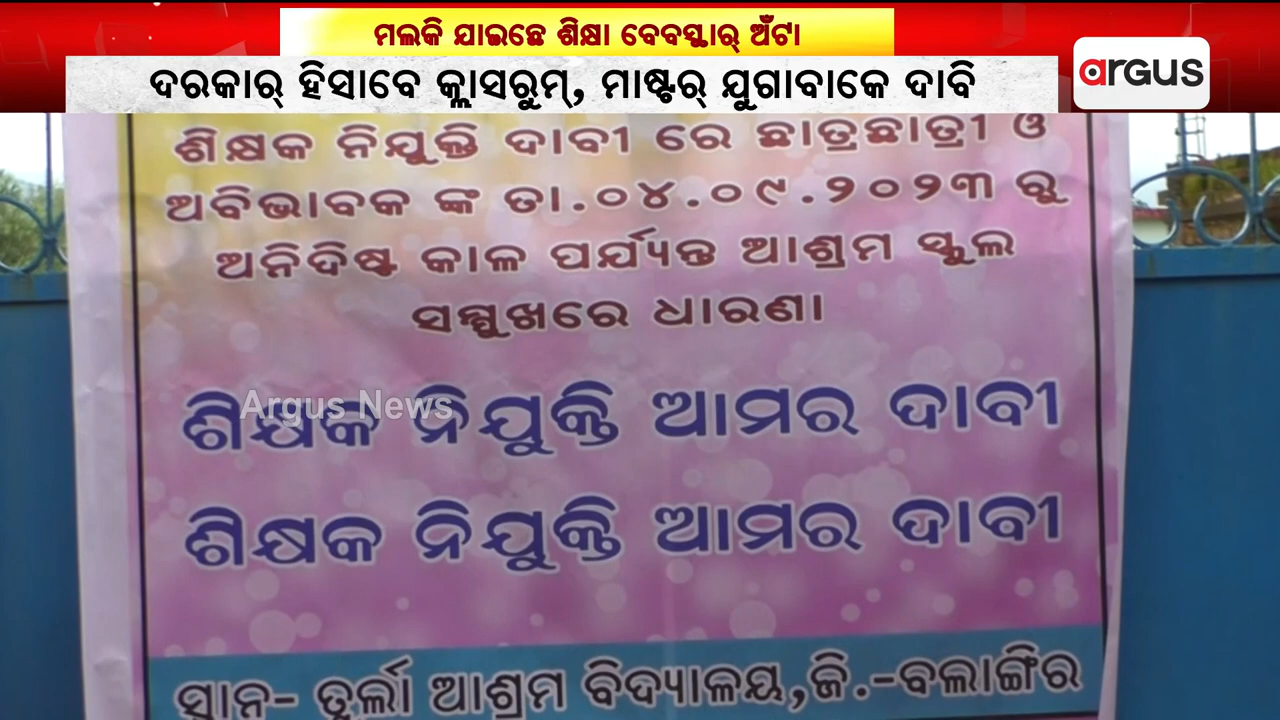 ମଲକି ଯାଇଛେ ଶିକ୍ଷା ବେବସ୍ଥାର୍ ଅଁଟା
ଦରକାର୍ ହିସାବେ କ୍ଲାସରୁମ୍, ମାଷ୍ଟର୍ ଯୁଗାବାକେ ଦାବି
argus
ଶିକ୍ଷକ ନିଯୁକ୍ତି ଦାବୀ ରେ ଛାତ୍ରଛାତ୍ରୀ ଓ
ଅବିଭାବକ ଙ୍କ ତା.୦୪.୦୯.୨୦୨୩ ରୁ
ଅନିଦିଷ୍ଟ କାଳ ପର୍ଯ୍ୟନ୍ତ ଆଶ୍ରମ ସ୍କୁଲ
ସମ୍ମୁଖରେ ଧାରଣା
Argus News
ଶିକ୍ଷକ ନିଯୁକ୍ତି ଆମର ଦାବୀ
ଶିକ୍ଷକ ନିଯୁକ୍ତି ଆମର ଦାବୀ
ସ୍ଥାନ- ତୁର୍ଲା ଆଶ୍ରମ ବିଦ୍ୟାଳୟ,ଜି.-ବଲାଙ୍ଗିର